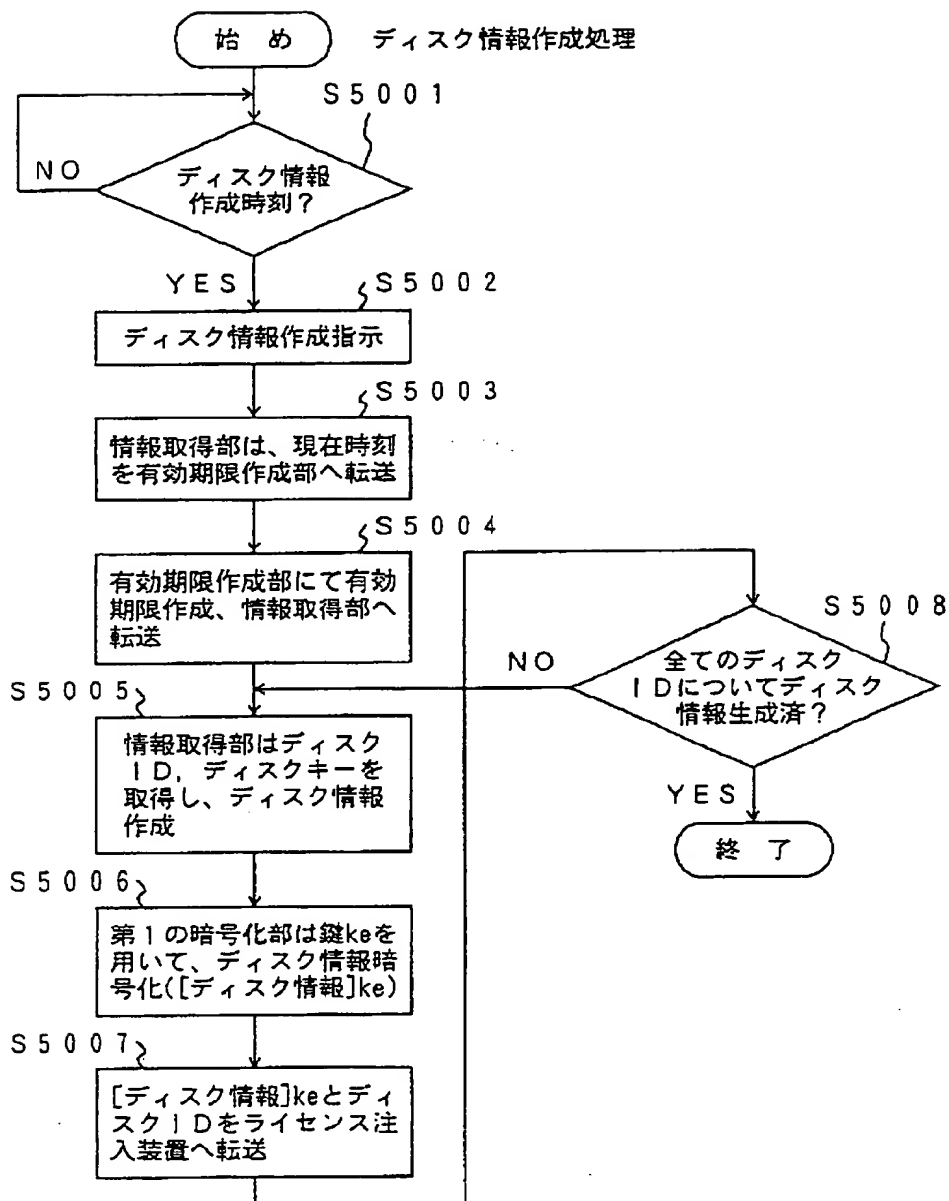 始 め
ディスク情報作成処理
S5001
NO
ディスク情報
作成時刻?
YES
S5002
ディスク情報作成指示
S5003
情報取得部は、現在時刻
を有効期限作成部へ転送
S5004
有効期限作成部にて有効
期限作成、情報取得部へ
転送
S5005
情報取得部はディスク
ID,ディスクキーを
取得し、ディスク情報
作成
S5006
第1の暗号化部は鍵keを
用いて、ディスク情報暗
号化([ディスク情報]ke)
S5007
[ディスク情報]keとディ
スクIDをライセンス注
入装置へ転送
S5008
NO
全てのディスク
IDについてディスク
情報生成済?
YES
終 了